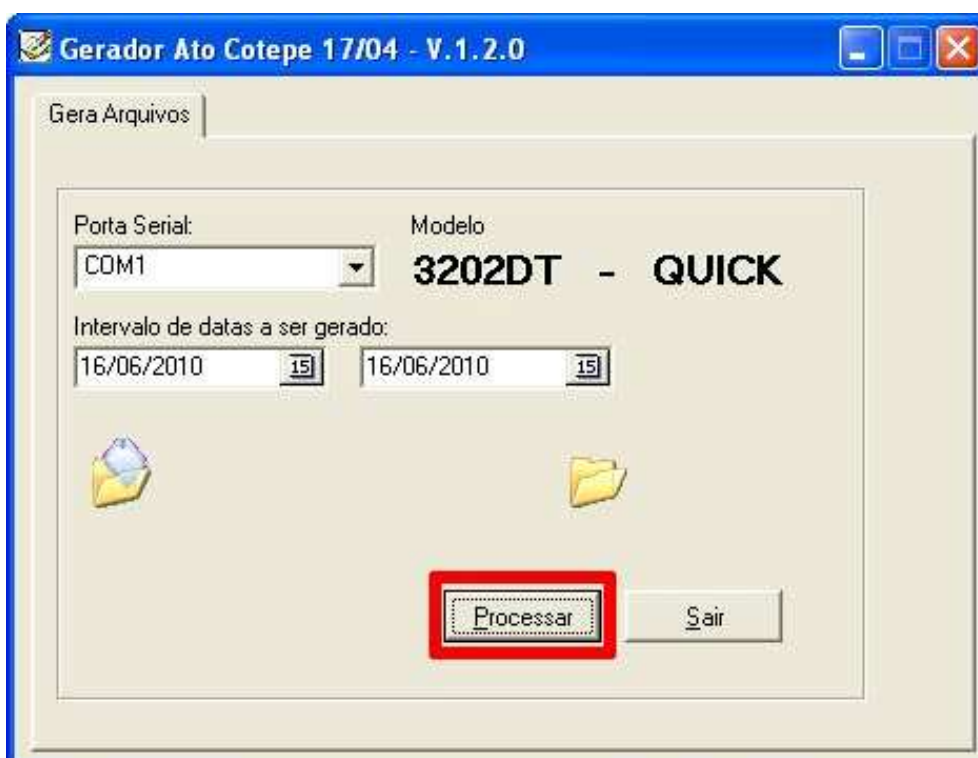 Gerador Ato Cotepe 17/04 - V.1.2.0
Gera Arquivos
Porta Serial: Modelo
COM1 3202DT - QUICK
Intervalo de datas a ser gerado:
16/06/2010 15 16/06/2010 15
Processar Sair